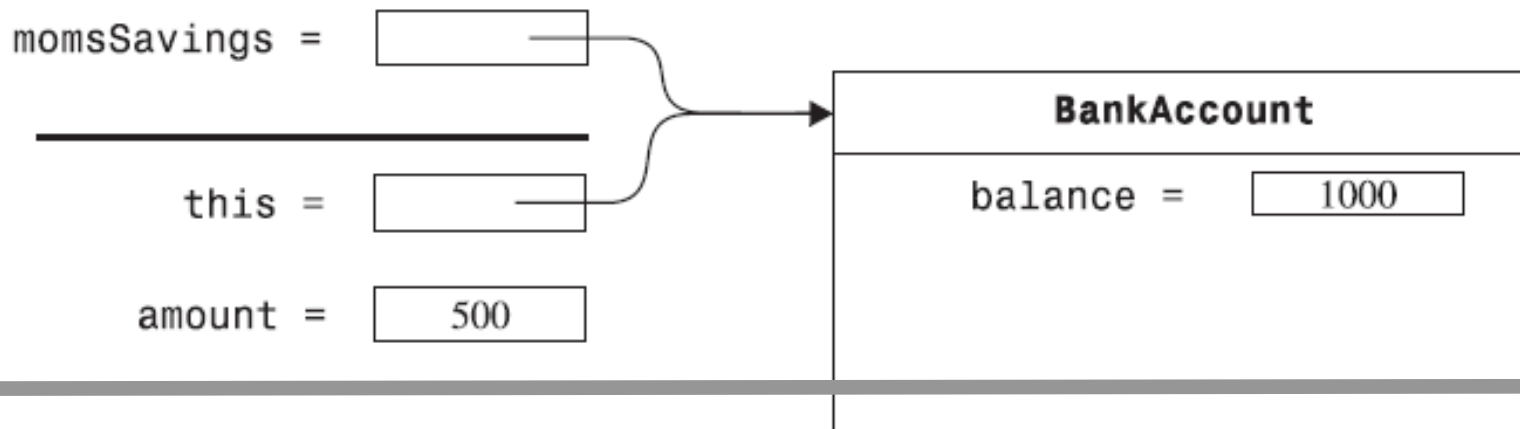 momsSavings =
BankAccount
this =
balance = 1000
amount = 500